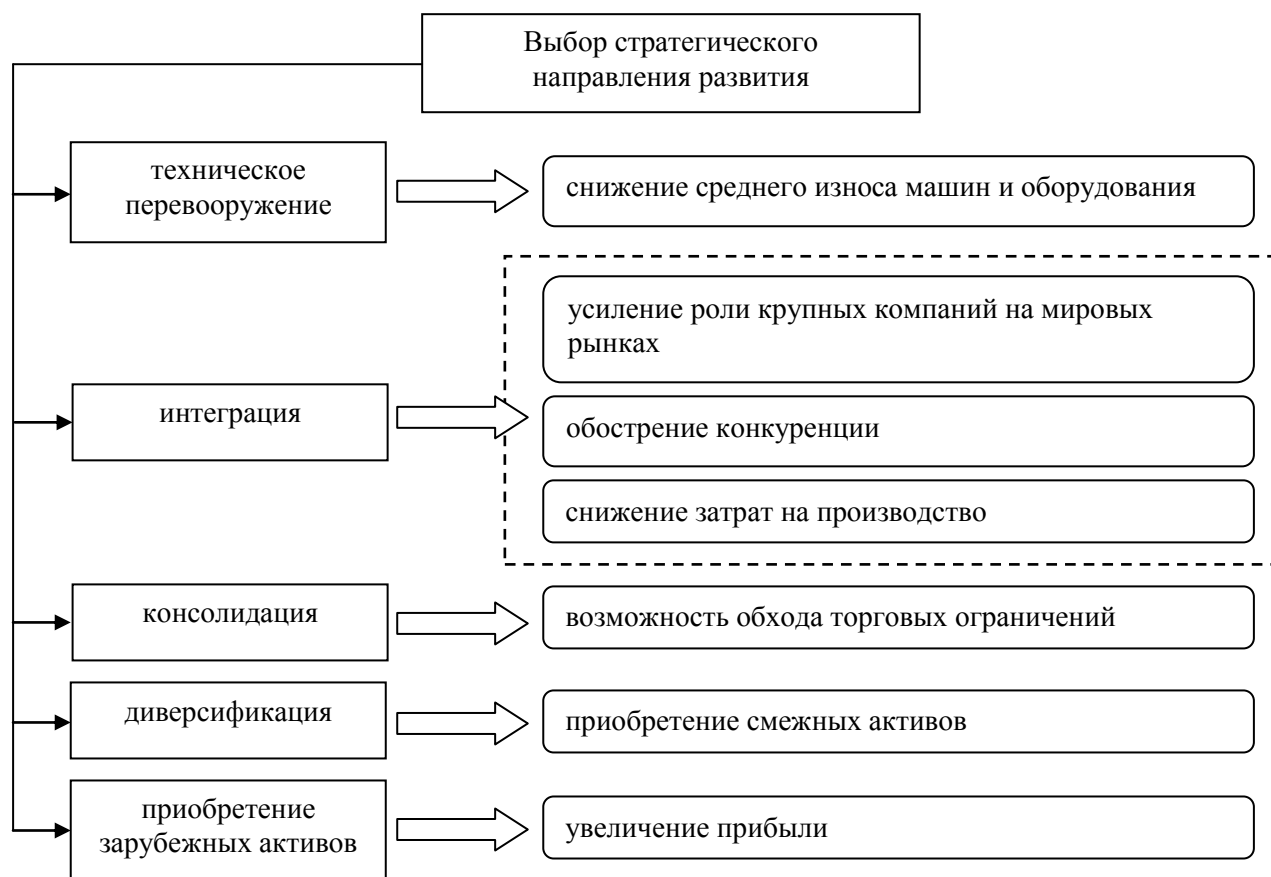 Выбор стратегического
направления развития
техническое
перевооружение
снижение среднего износа машин и оборудования
усиление роли крупных компаний на мировых
рынках
интеграция
обострение конкуренции
снижение затрат на производство
консолидация
возможность обхода торговых ограничений
диверсификация
приобретение смежных активов
приобретение
зарубежных активов
увеличение прибыли